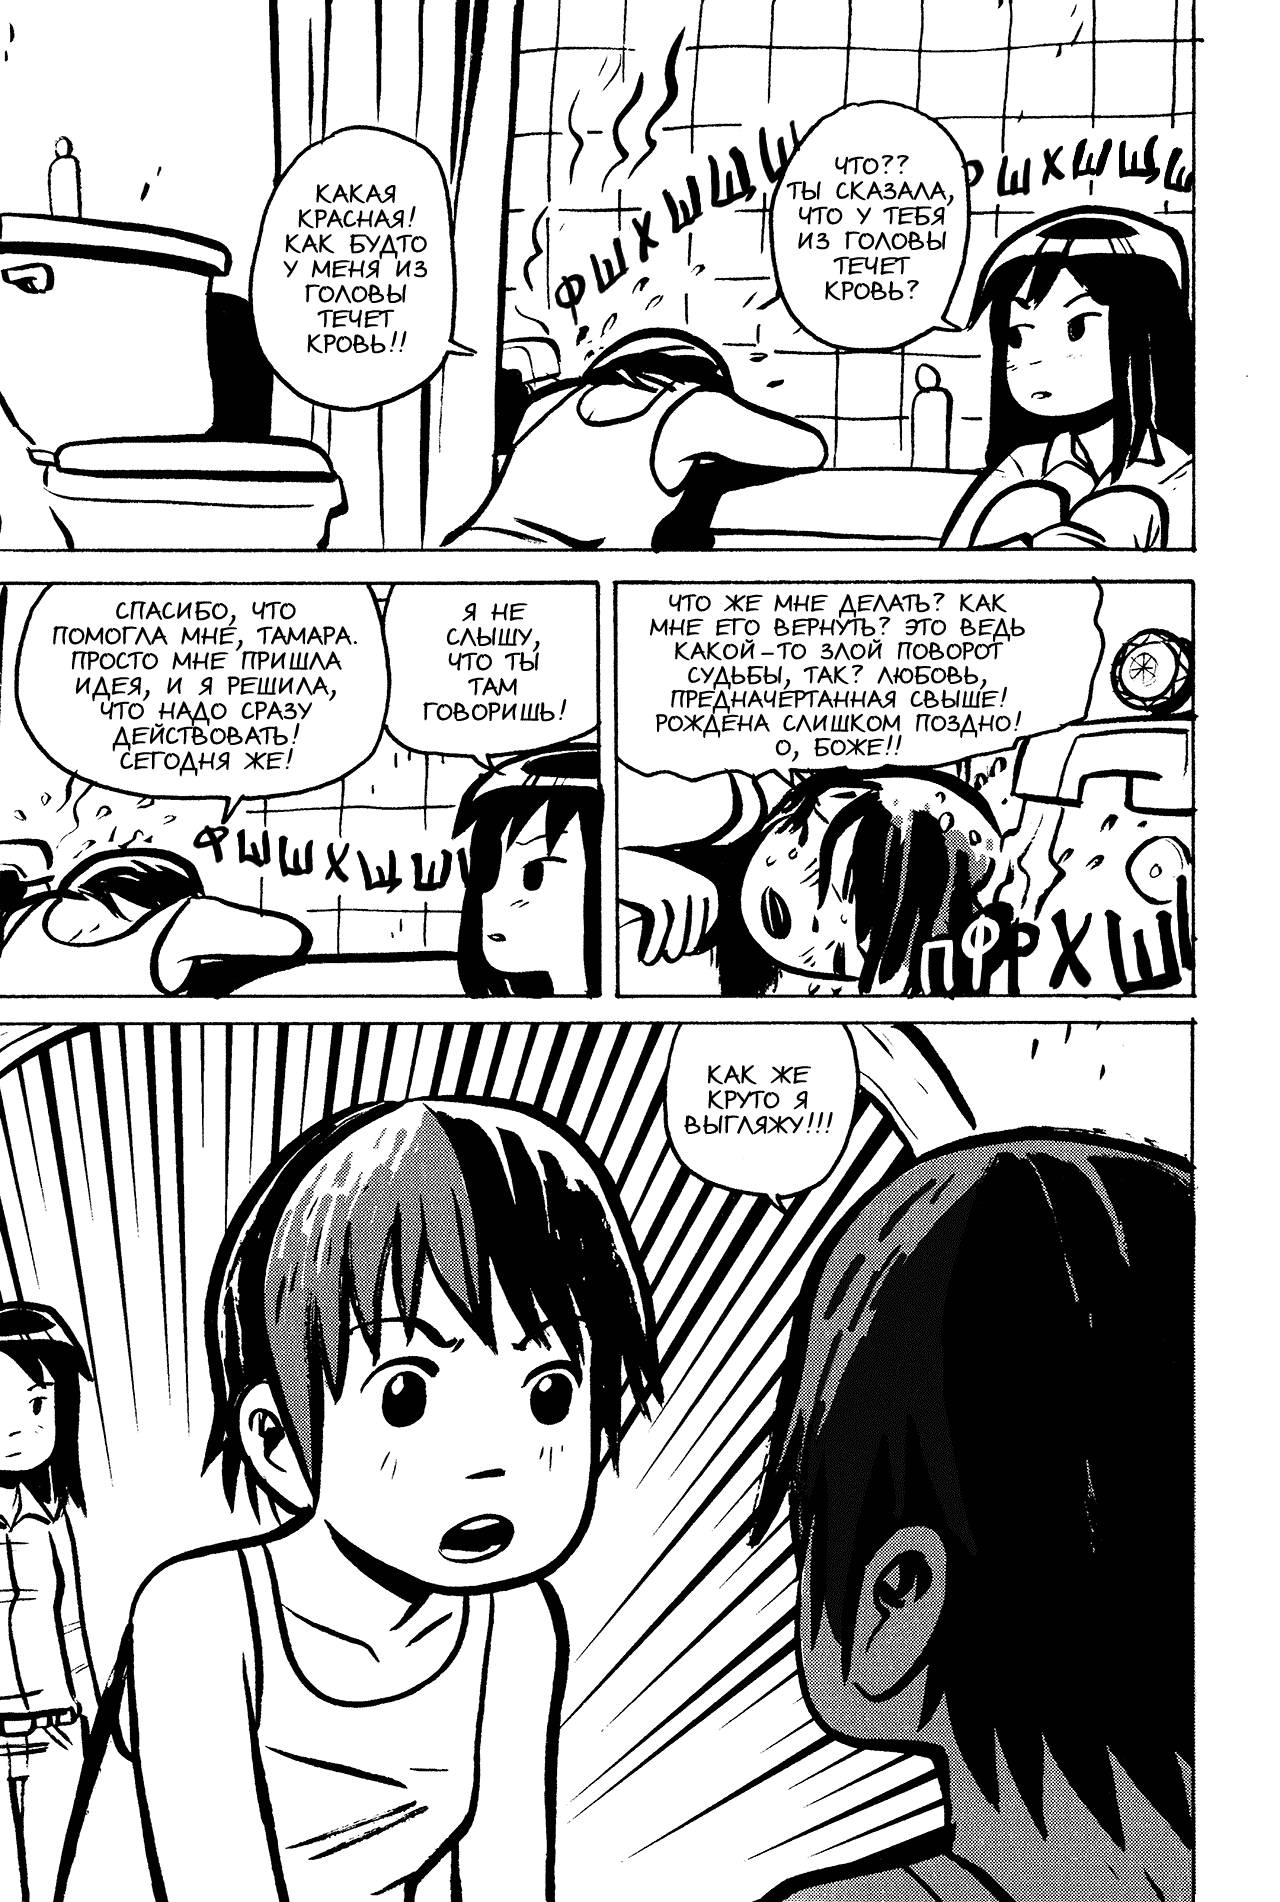 КАКАЯ
КРАСНАЯ!
КАК БУДТО
У МЕНЯ ИЗ
ГОЛОВЫ
ТЕЧЕТ
КРОВЬ!!
ФШХШШЩШ
ЧТО??
ТЫ СКАЗАЛА,
ЧТО У ТЕБЯ
ИЗ ГОЛОВЫ
ТЕЧЕТ
КРОВЬ?
РШХШЩШ
СПАСИБО, ЧТО
ПОМОГЛА МНЕ, ТАМАРА.
ПРОСТО МНЕ ПРИШЛА
ИДЕЯ, И Я РЕШИЛА,
ЧТО НАДО СРАЗУ
ДЕЙСТВОВАТЬ!
СЕГОДНЯ ЖЕ!
Я НЕ
СЛЫШУ,
ЧТО ТЫ
ТАМ
ГОВОРИШЬ!
ФШШХЩШ
ЧТО ЖЕ МНЕ ДЕЛАТЬ? КАК
МНЕ ЕГО ВЕРНУТЬ? ЭТО ВЕДЬ
КАКОЙ-ТО ЗЛОЙ ПОВОРОТ
СУДЬБЫ, ТАК? ЛЮБОВЬ,
ПРЕДНАЧЕРТАННАЯ СВЫШЕ!
РОЖДЕНА СЛИШКОМ ПОЗДНО!
О, БОЖЕ!!
ПФРХШ
КАК ЖЕ
КРУТО Я
ВЫГЛЯЖУ!!!